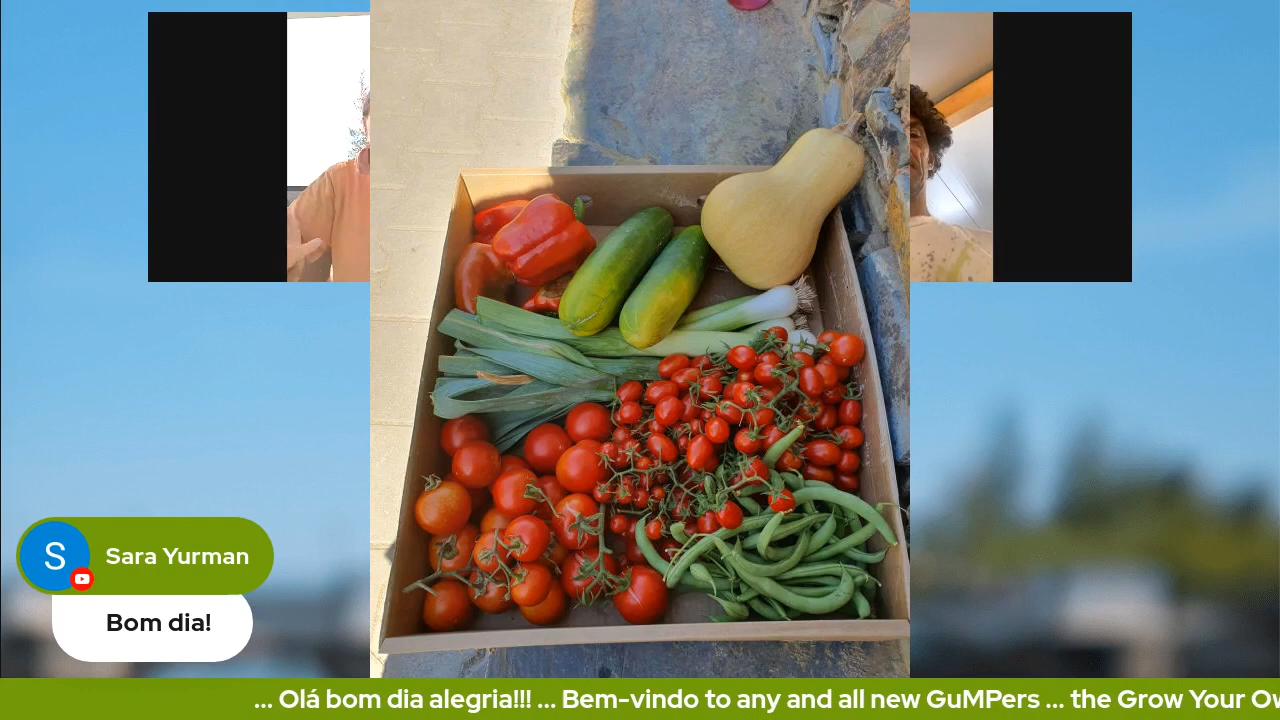 S
Sara Yurman
Bom dia!
... Olá bom dia alegria!!! ... Bem-vindo to any and all new GuMPers ... the Grow Your Ow